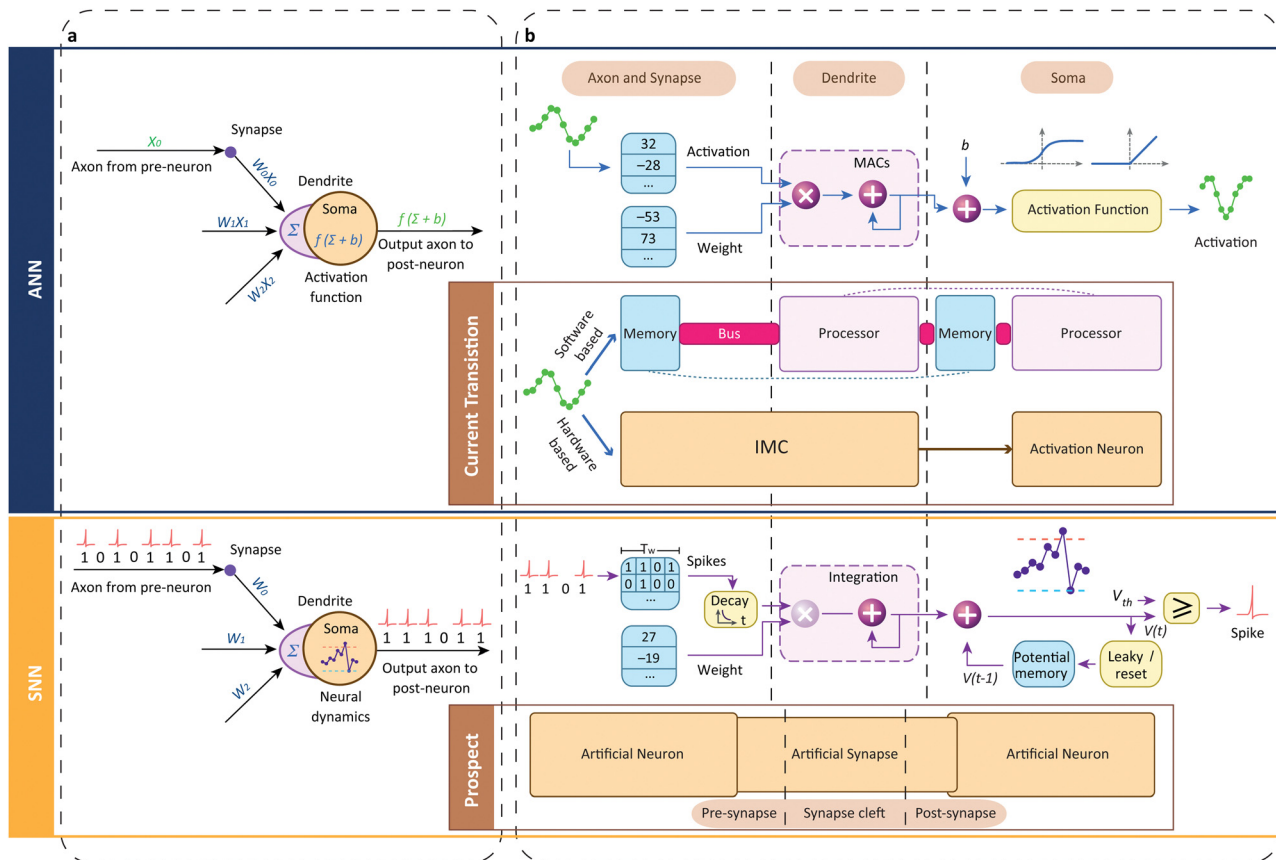 a
b
ANN
X₀
Synapse
Axon from pre-neuron
W₀X₀
Dendrite
Soma
W₁X₁
Σ
f(Σ + b)
f (Σ + b)
Output axon to
post-neuron
W₂X₂
Activation
function
Axon and Synapse
Dendrite
Soma
32
−28
...
Activation
−53
73
...
Weight
MACs
×
+
b
+
Activation Function
Activation
Current Transistion
Software
based
Hardware
based
Memory
Bus
Processor
Memory
Processor
IMC
Activation Neuron
SNN
1 0 1 0 1 1 0 1
Synapse
Axon from pre-neuron
W₀
Dendrite
Soma
W₁
Σ
1 1 1 0 1 1
Output axon to
post-neuron
W₂
Neural
dynamics
1 1 0 1
Tw
1 1 0 1
0 1 0 0
...
Spikes
Decay
t
27
−19
...
Weight
Integration
×
+
+
Vth
V(t)
⩾
Spike
V(t-1)
Potential
memory
Leaky /
reset
Prospect
Artificial Neuron
Artificial Synapse
Artificial Neuron
Pre-synapse
Synapse cleft
Post-synapse